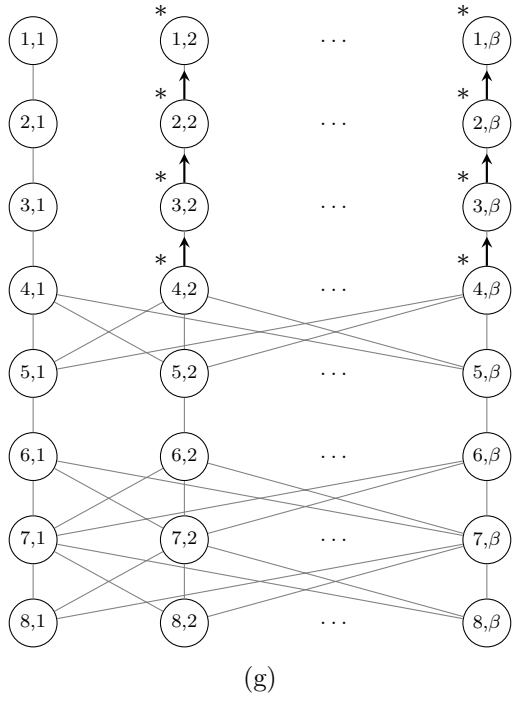 * *
1,1 1,2 · · · 1,β
* *
2,1 2,2 · · · 2,β
* *
3,1 3,2 · · · 3,β
* *
4,1 4,2 · · · 4,β
5,1 5,2 · · · 5,β
6,1 6,2 · · · 6,β
7,1 7,2 · · · 7,β
8,1 8,2 · · · 8,β
(g)